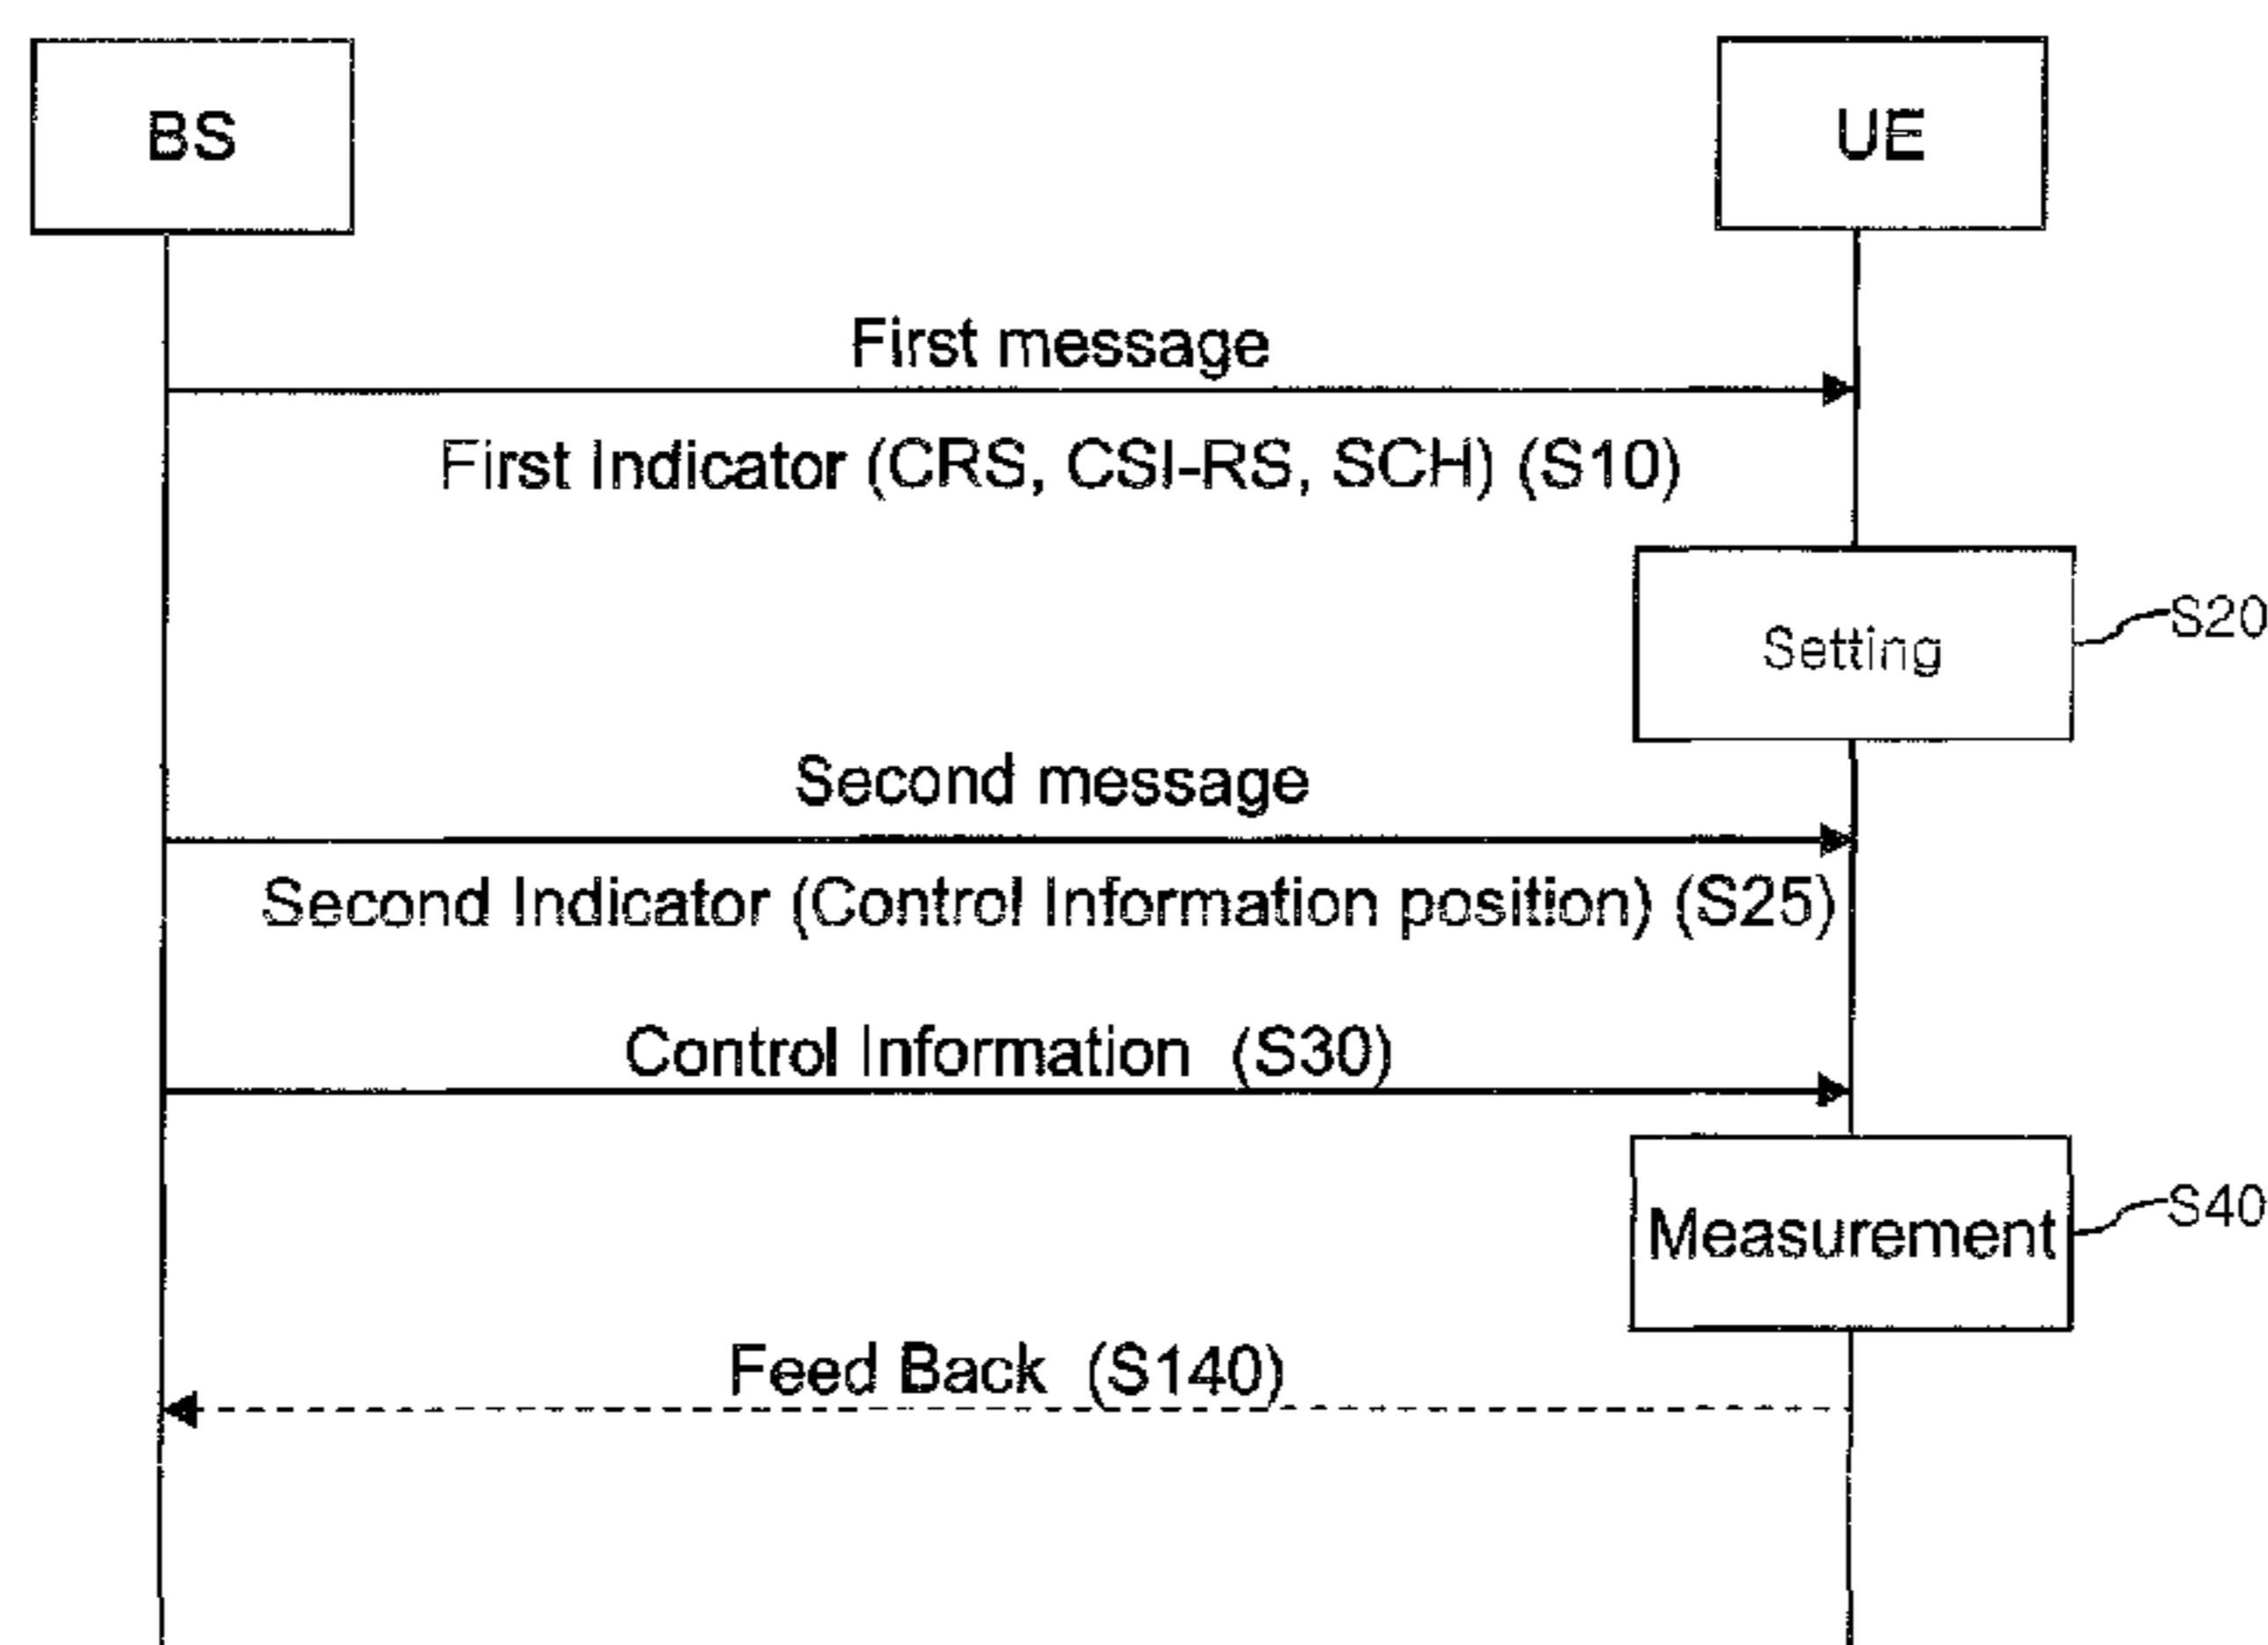 BS
UE
First message
First Indicator (CRS, CSI-RS, SCH) (S10)
Setting
S20
Second message
Second Indicator (Control Information position) (S25)
Control Information (S30)
Measurement
S40
Feed Back (S140)